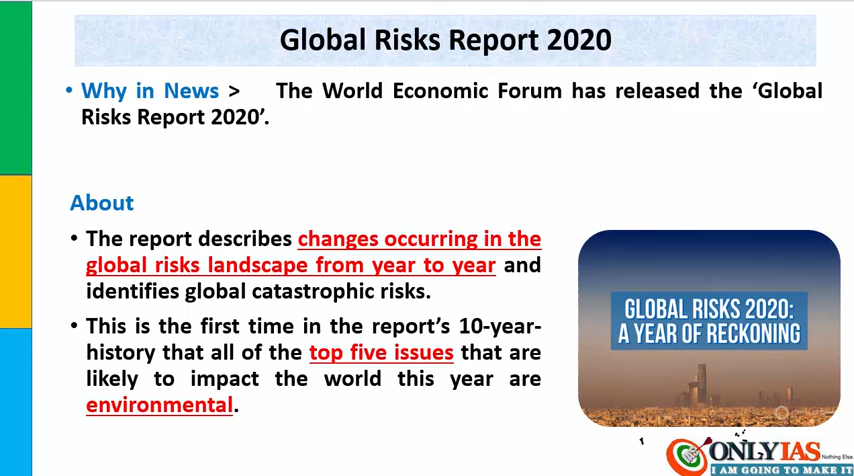 Global Risks Report 2020
• Why in News > The World Economic Forum has released the ‘Global
Risks Report 2020’.
About
• The report describes changes occurring in the
global risks landscape from year to year and
identifies global catastrophic risks.
• This is the first time in the report’s 10-year-
history that all of the top five issues that are
likely to impact the world this year are
environmental.
GLOBAL RISKS 2020:
A YEAR OF RECKONING
ONLYIAS
Nothing Else.
I AM GOING TO MAKE IT